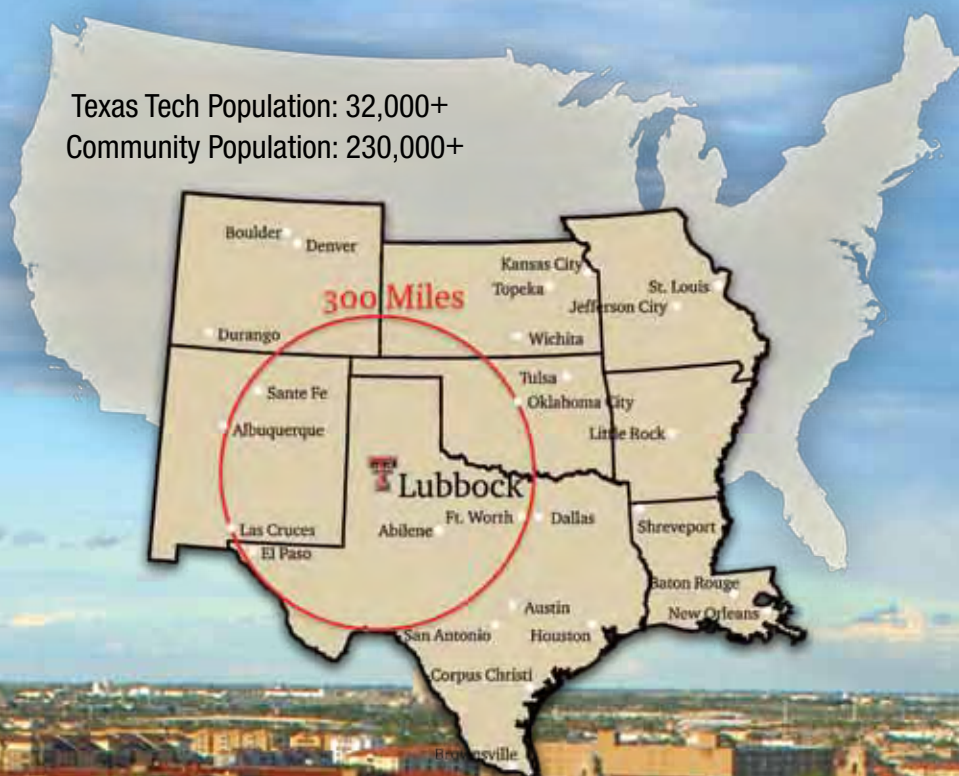 Texas Tech Population: 32,000+
Community Population: 230,000+
Boulder
Denver
Kansas City
Topeka
St. Louis
Jefferson City
300 Miles
Durango
Wichita
Tulsa
Sante Fe
Oklahoma City
Albuquerque
Little Rock
T
Lubbock
Ft. Worth
Dallas
Abilene
Shreveport
Las Cruces
El Paso
Baton Rouge
Austin
New Orleans
San Antonio
Houston
Corpus Christi
Brownsville